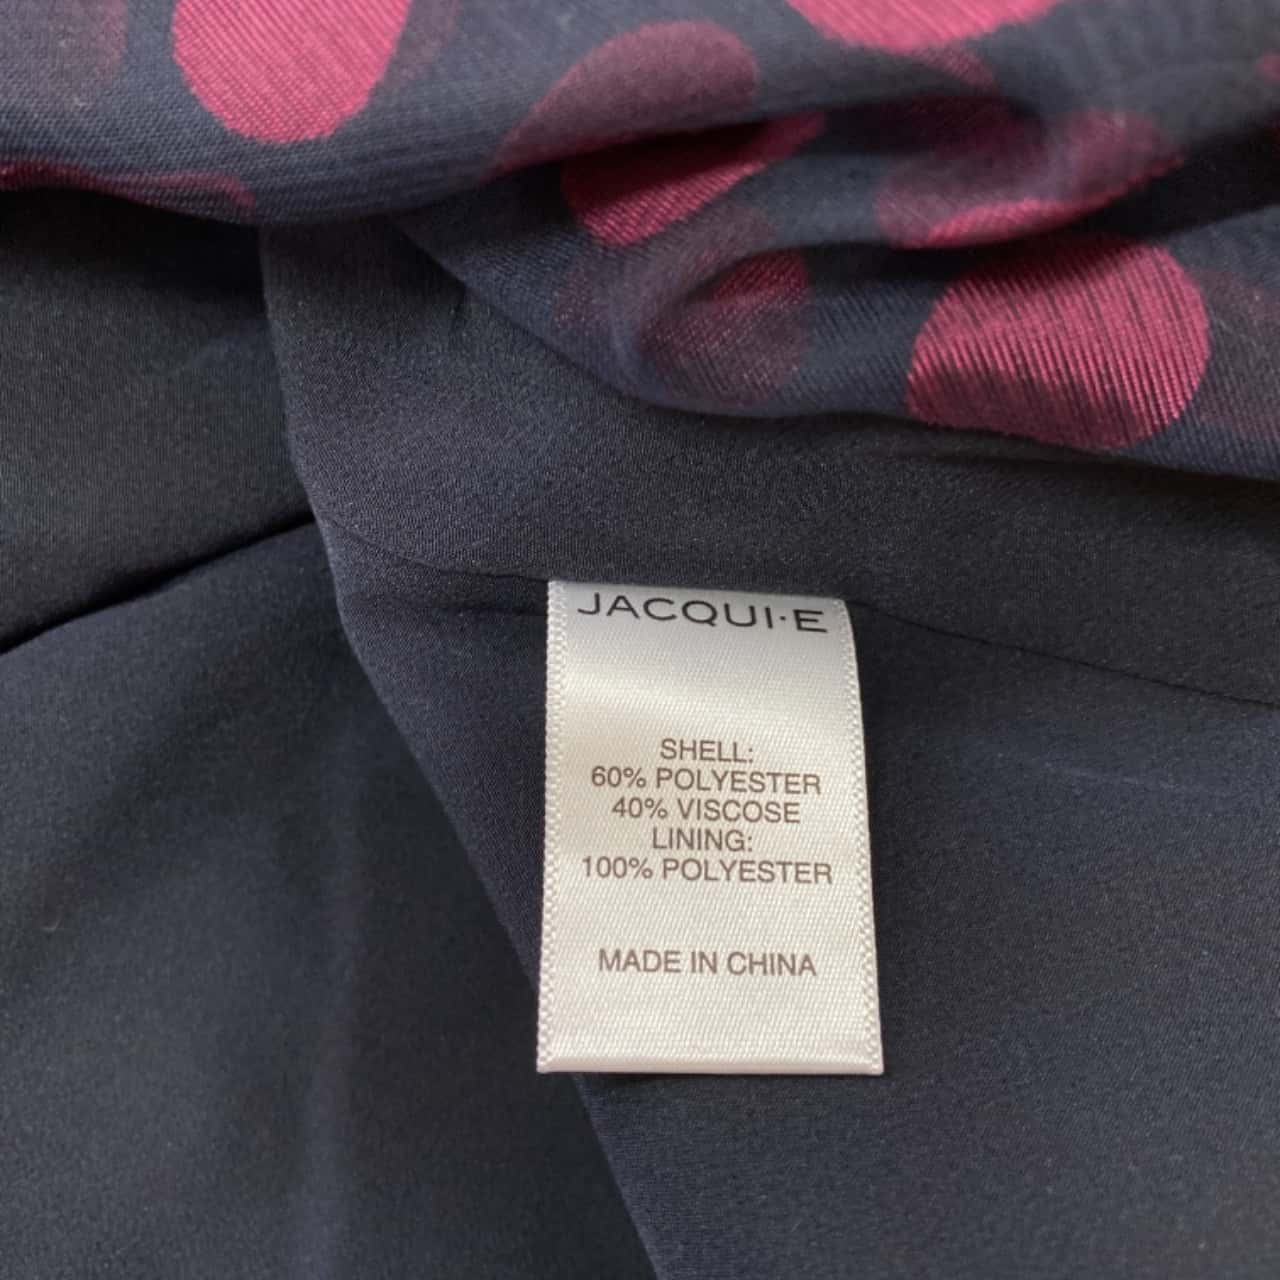 JACQUI·E
SHELL:
60% POLYESTER
40% VISCOSE
LINING:
100% POLYESTER
MADE IN CHINA